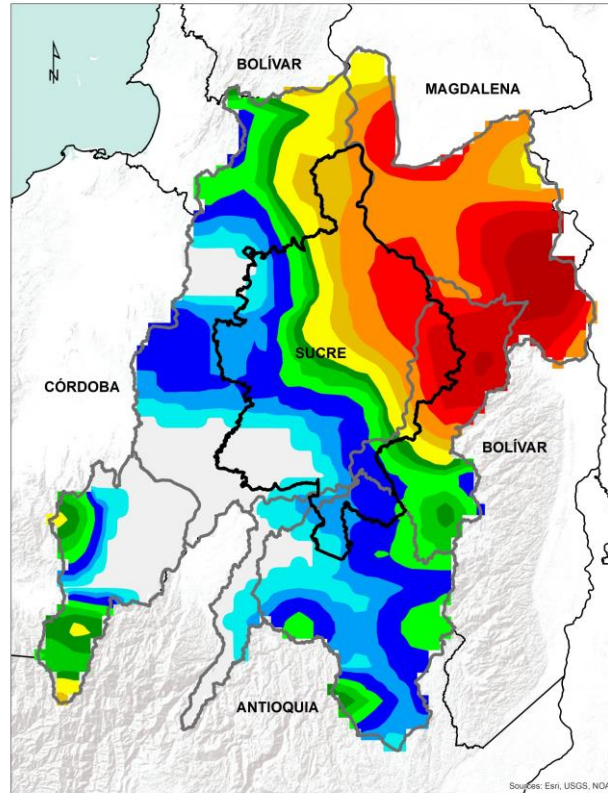 N
BOLÍVAR
MAGDALENA
SUCRE
CÓRDOBA
BOLÍVAR
ANTIOQUIA
Sources: Esri, USGS, NOA